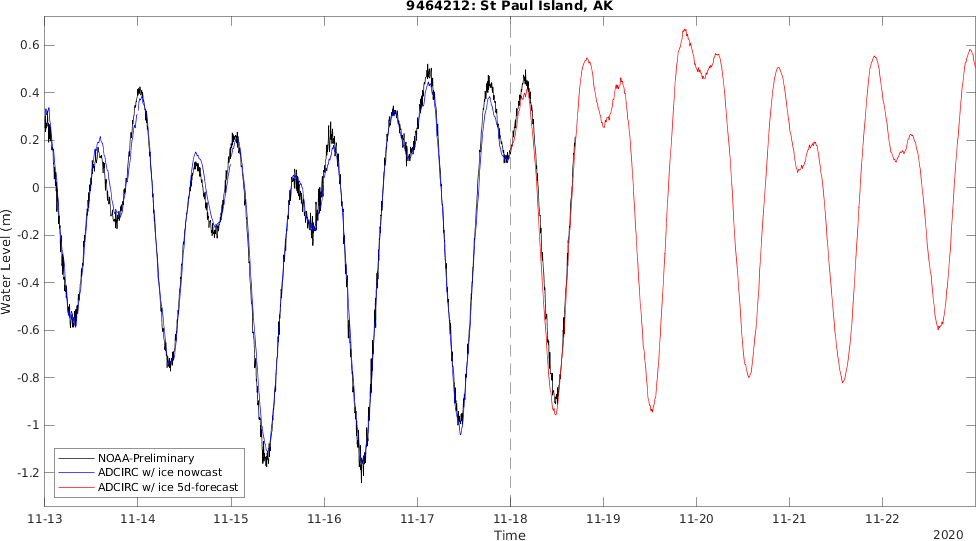 9464212: St Paul Island, AK
0.6
0.4
0.2
0
-0.2
-0.4
-0.6
-0.8
-1
-1.2
Water Level (m)
NOAA-Preliminary
ADCIRC w/ ice nowcast
ADCIRC w/ ice 5d-forecast
11-13 11-14 11-15 11-16 11-17 11-18 11-19 11-20 11-21 11-22
Time
2020